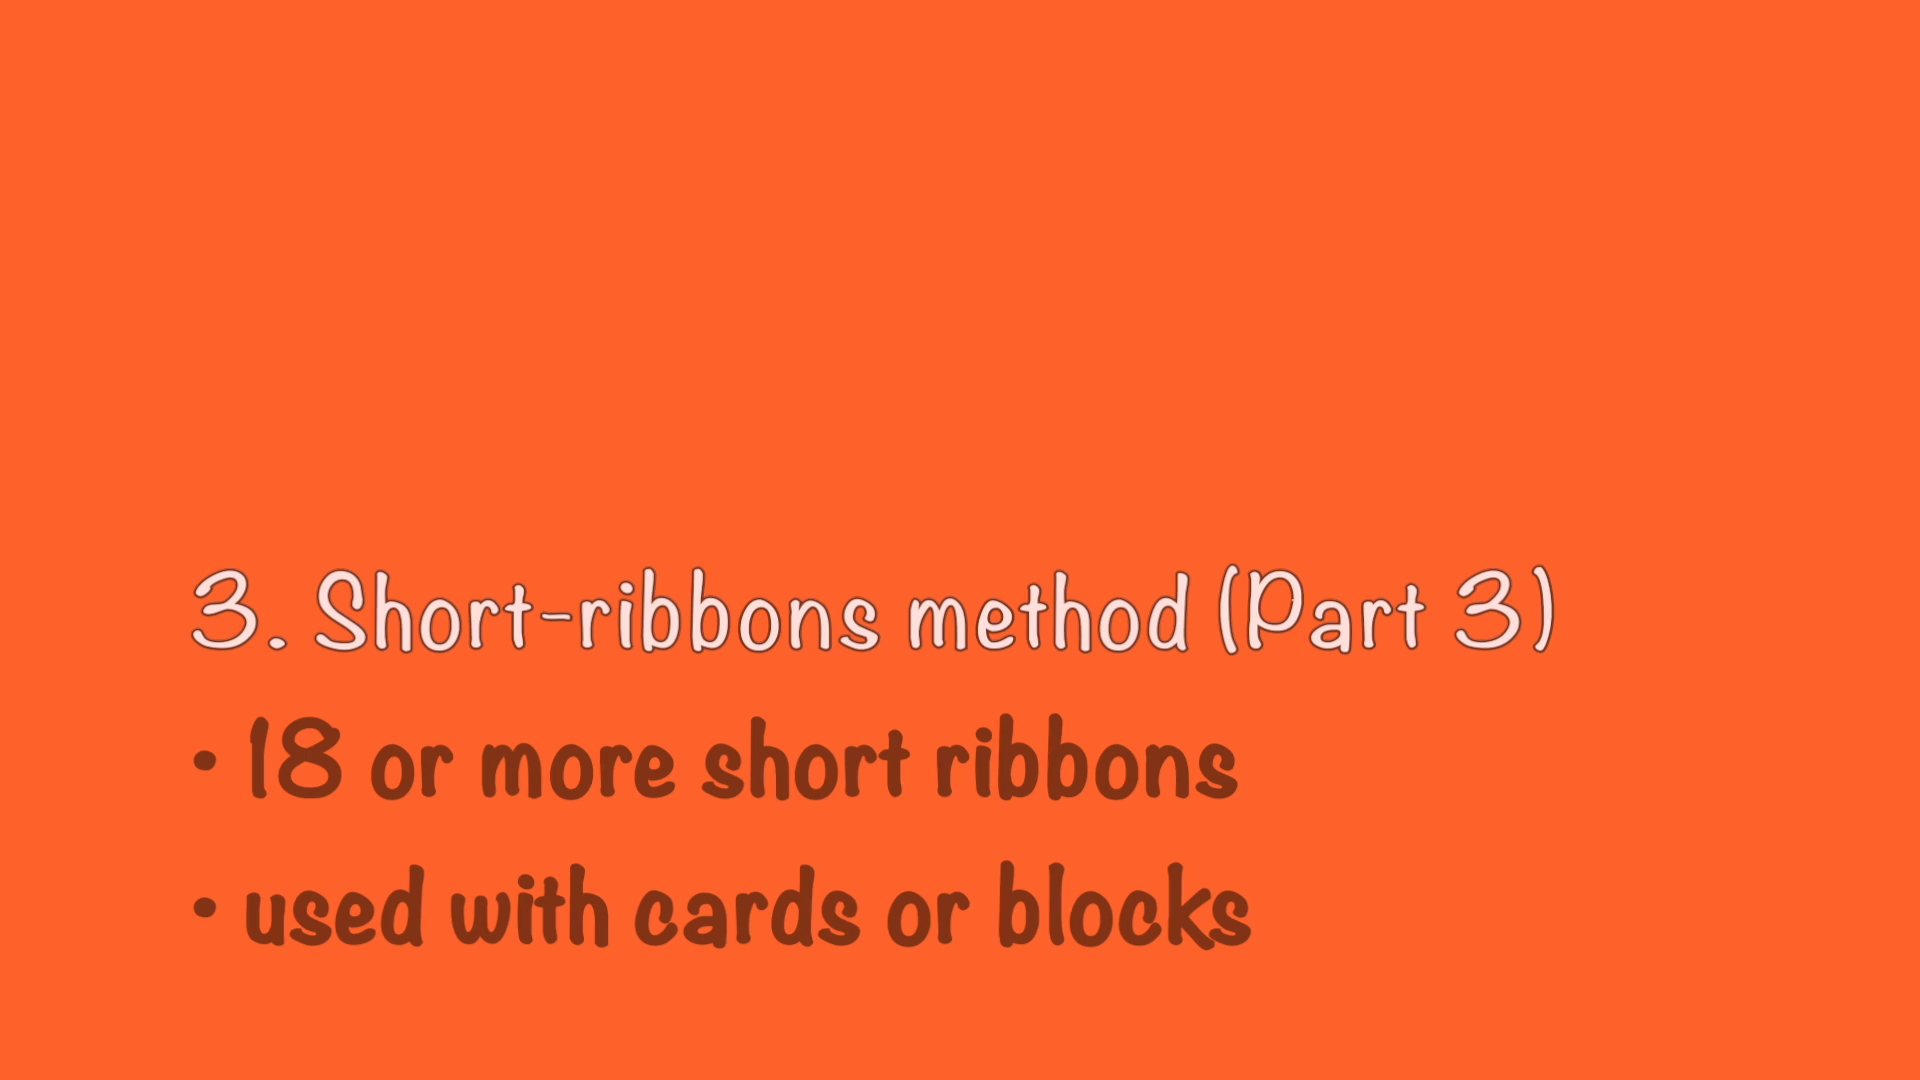 3. Short-ribbons method (Part 3)
• 18 or more short ribbons
• used with cards or blocks